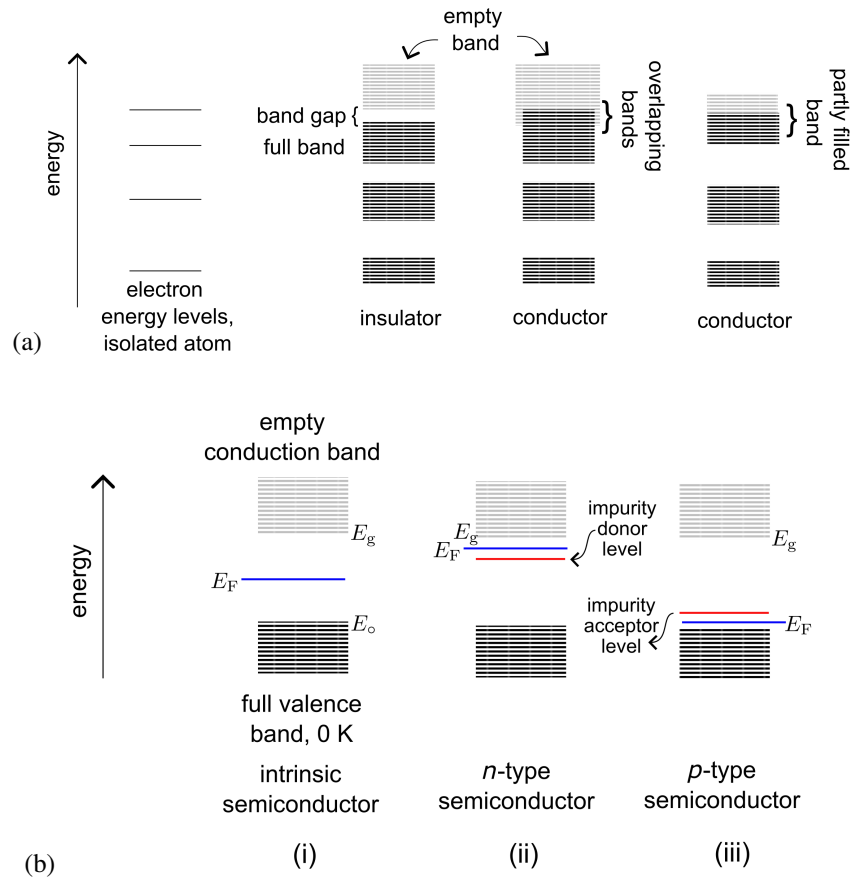 empty
band
energy
band gap {
full band
overlapping
bands
}
partly filled
band
}
electron
energy levels,
isolated atom
insulator
conductor
conductor
(a)
empty
conduction band
energy
E_g
E_F
E_o
full valence
band, 0 K
intrinsic
semiconductor
(i)
E_g
E_F
impurity
donor
level
n-type
semiconductor
(ii)
E_g
impurity
acceptor
level
E_F
p-type
semiconductor
(iii)
(b)